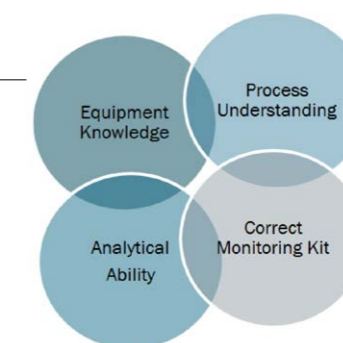 Equipment
Knowledge
Process
Understanding
Analytical
Ability
Correct
Monitoring Kit